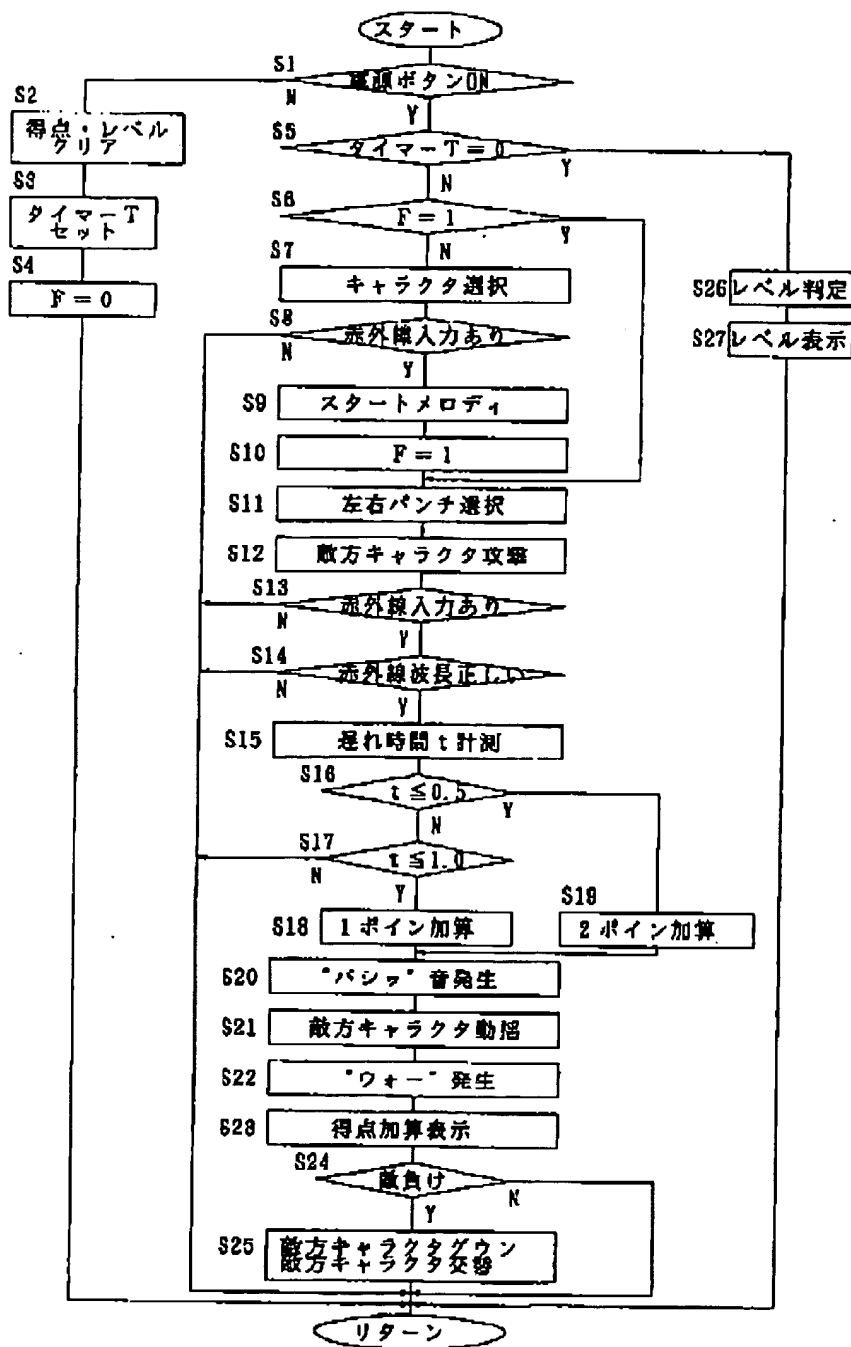 スタート
S1
電源ボタンON
N
Y
S2
得点・レベル
クリア
S3
タイマーT
セット
S4
F=0
S5
タイマーT=0
Y
N
S6
F=1
Y
N
S7
キャラクタ選択
S8
赤外線入力あり
N
Y
S9
スタートメロディ
S10
F=1
S11
左右パンチ選択
S12
敵方キャラクタ攻撃
S13
赤外線入力あり
N
Y
S14
赤外線波長正しい
N
Y
S15
遅れ時間t計測
S16
t≦0.5
Y
N
S17
t≦1.0
N
Y
S18
1ポイン加算
S19
2ポイン加算
S20
"バシッ"音発生
S21
敵方キャラクタ動揺
S22
"ウォー"発生
S23
得点加算表示
S24
敵負け
N
Y
S25
敵方キャラクタダウン
敵方キャラクタ交替
S26
レベル判定
S27
レベル表示
リターン